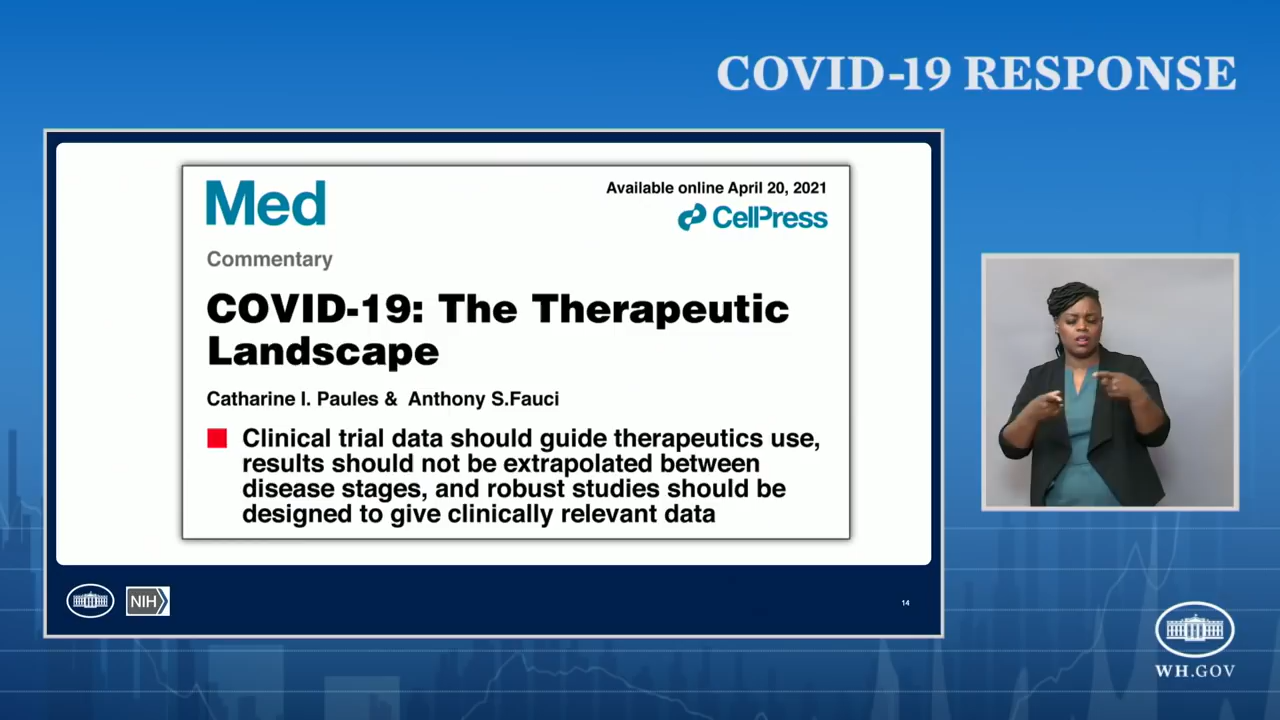 COVID-19 RESPONSE
Med
Available online April 20, 2021
CellPress
Commentary
COVID-19: The Therapeutic
Landscape
Catharine I. Paules & Anthony S.Fauci
Clinical trial data should guide therapeutics use,
results should not be extrapolated between
disease stages, and robust studies should be
designed to give clinically relevant data
NIH
14
WH.GOV